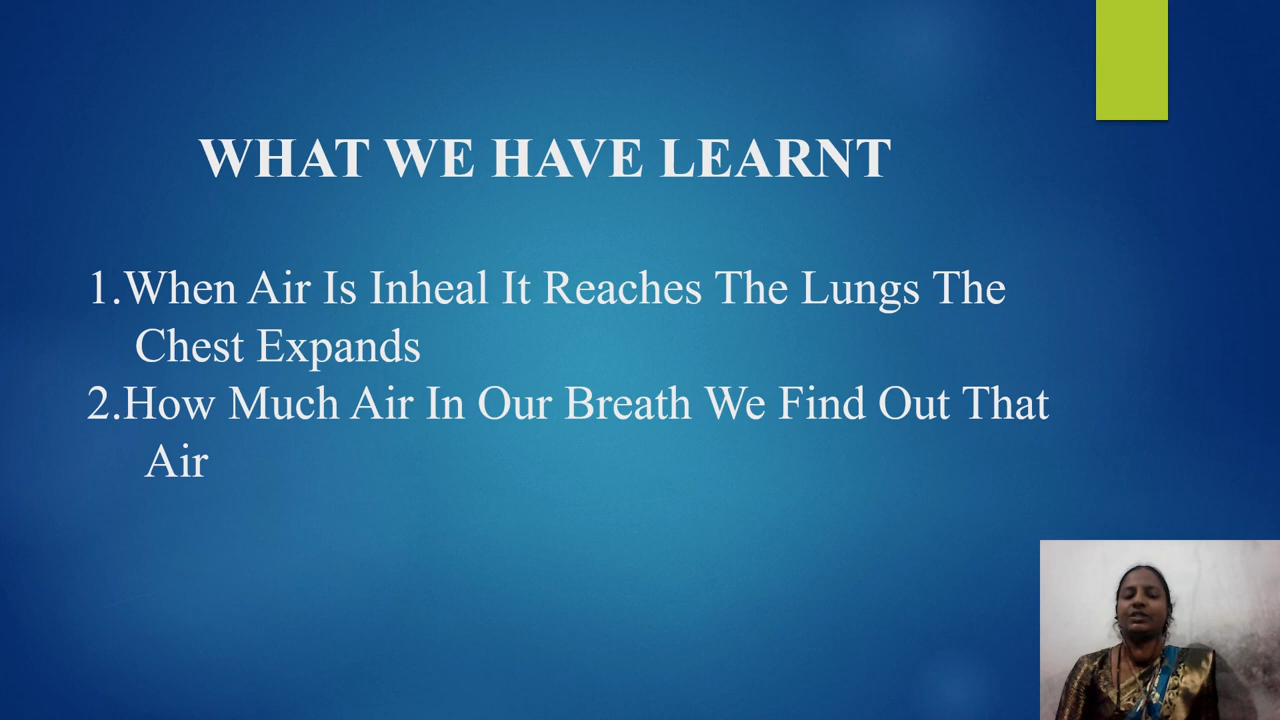 WHAT WE HAVE LEARNT
1.When Air Is Inheal It Reaches The Lungs The
Chest Expands
2.How Much Air In Our Breath We Find Out That
Air